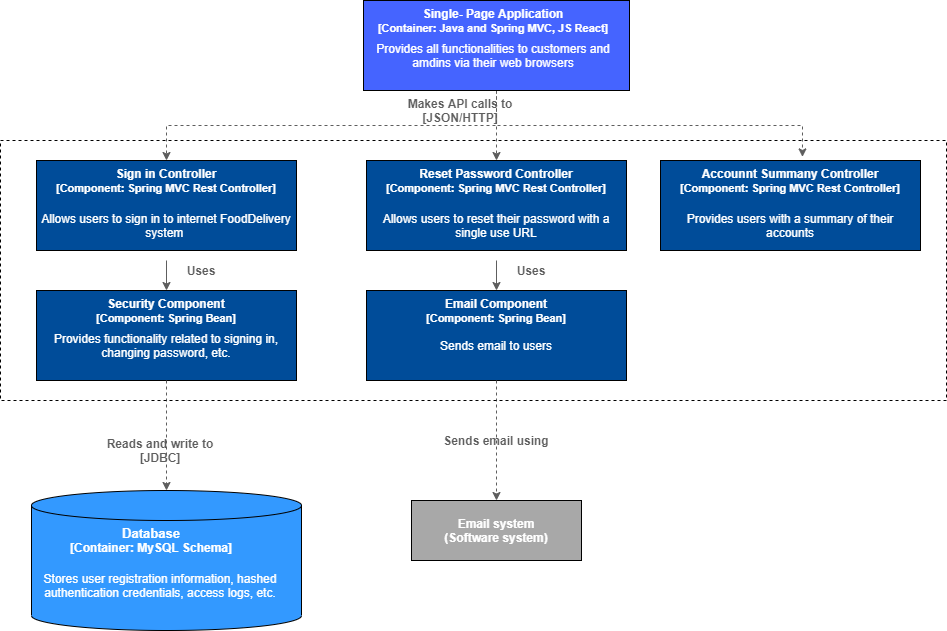 Single- Page Application
[Container: Java and Spring MVC, JS React]
Provides all functionalities to customers and
amdins via their web browsers
Makes API calls to
[JSON/HTTP]
Sign in Controller
[Component: Spring MVC Rest Controller]
Allows users to sign in to internet FoodDelivery
system
Reset Password Controller
[Component: Spring MVC Rest Controller]
Allows users to reset their password with a
single use URL
Accounnt Summany Controller
[Component: Spring MVC Rest Controller]
Provides users with a summary of their
accounts
Uses
Uses
Security Component
[Component: Spring Bean]
Provides functionality related to signing in,
changing password, etc.
Email Component
[Component: Spring Bean]
Sends email to users
Reads and write to
[JDBC]
Sends email using
Database
[Container: MySQL Schema]
Stores user registration information, hashed
authentication credentials, access logs, etc.
Email system
(Software system)